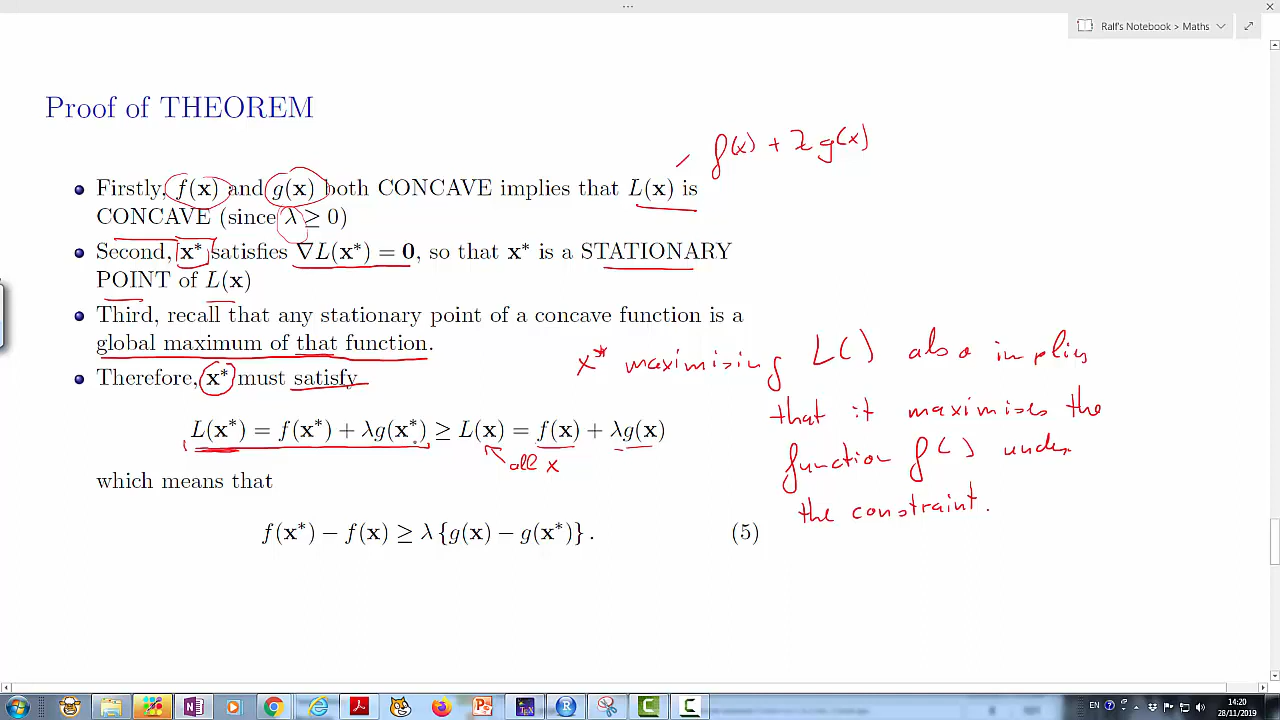 Ralf's Notebook > Maths
Proof of THEOREM
f(x) + λ g(x)
Firstly, f(x) and g(x) both CONCAVE implies that L(x) is
CONCAVE (since λ ≥ 0)
Second, x* satisfies ∇L(x*) = 0, so that x* is a STATIONARY
POINT of L(x)
Third, recall that any stationary point of a concave function is a
global maximum of that function.
Therefore, x* must satisfy
L(x*) = f(x*) + λg(x*) ≥ L(x) = f(x) + λg(x)
all x
which means that
f(x*) − f(x) ≥ λ {g(x) − g(x*)} . (5)
x* maximising L( ) also implies
that it maximises the
function f( ) under
the constraint.
EN
14:20
28/11/2019